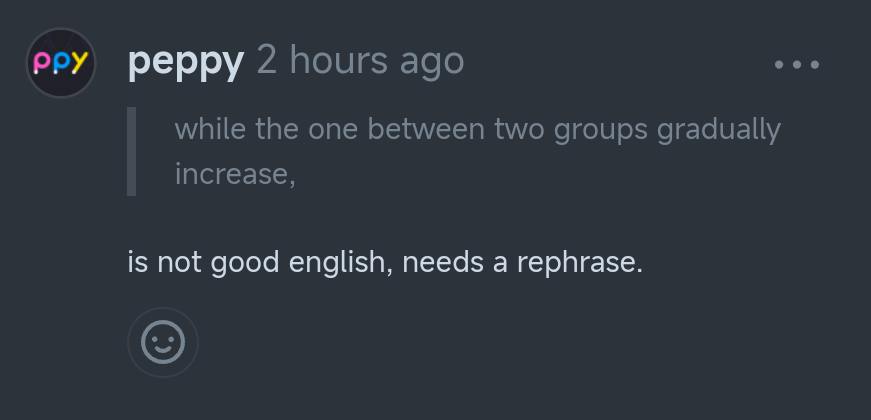 ppy
peppy 2 hours ago
while the one between two groups gradually
increase,
is not good english, needs a rephrase.